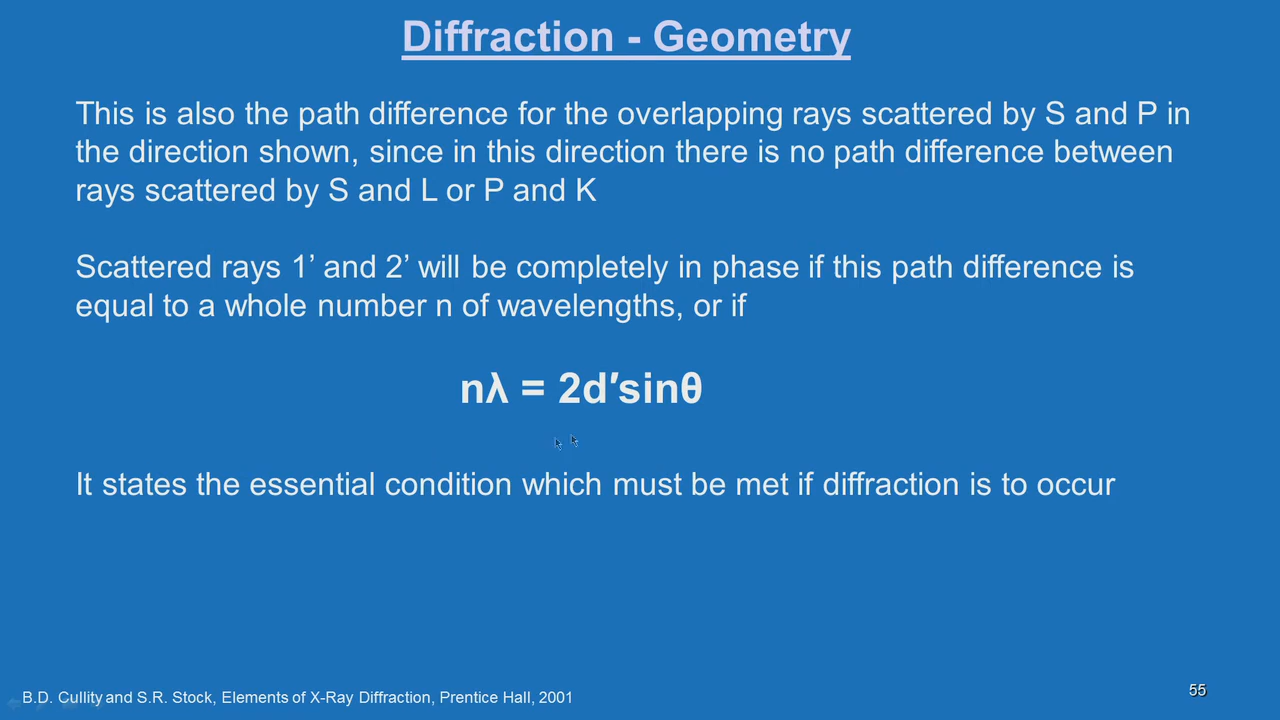 Diffraction - Geometry
This is also the path difference for the overlapping rays scattered by S and P in
the direction shown, since in this direction there is no path difference between
rays scattered by S and L or P and K
Scattered rays 1’ and 2’ will be completely in phase if this path difference is
equal to a whole number n of wavelengths, or if
nλ = 2d′sinθ
It states the essential condition which must be met if diffraction is to occur
B.D. Cullity and S.R. Stock, Elements of X-Ray Diffraction, Prentice Hall, 2001
55